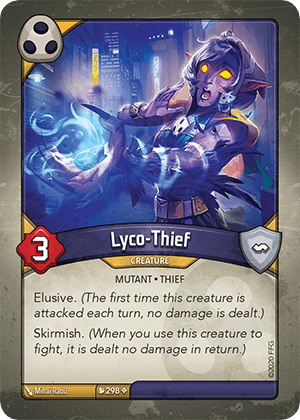 Lyco-Thief
CREATURE
3
MUTANT • THIEF
Elusive. (The first time this creature is
attacked each turn, no damage is dealt.)
Skirmish. (When you use this creature to
fight, it is dealt no damage in return.)
Mihai Radu
298
©2020 FFG